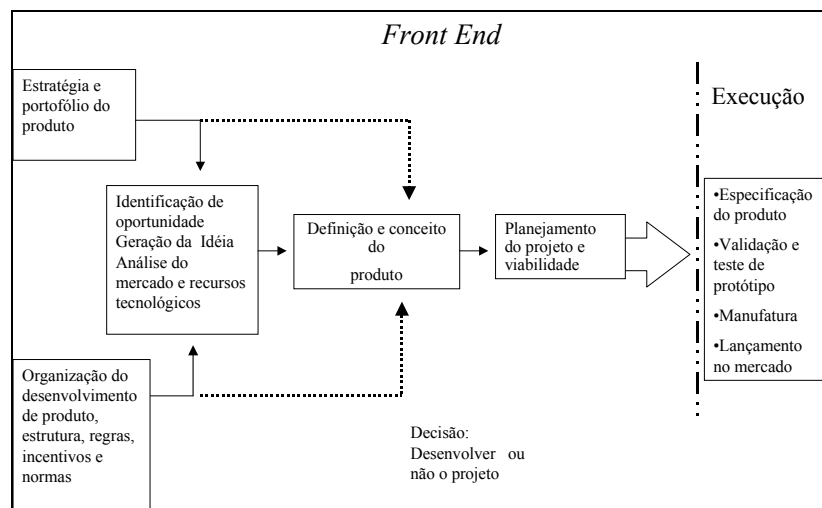 Front End
Estratégia e
portofólio do
produto
Execução
Identificação de
oportunidade
Geração da Idéia
Análise do
mercado e recursos
tecnológicos
Definição e conceito
do
produto
Planejamento
do projeto e
viabilidade
•Especificação
do produto
•Validação e
teste de
protótipo
•Manufatura
•Lançamento
no mercado
Organização do
desenvolvimento
de produto,
estrutura, regras,
incentivos e
normas
Decisão:
Desenvolver ou
não o projeto